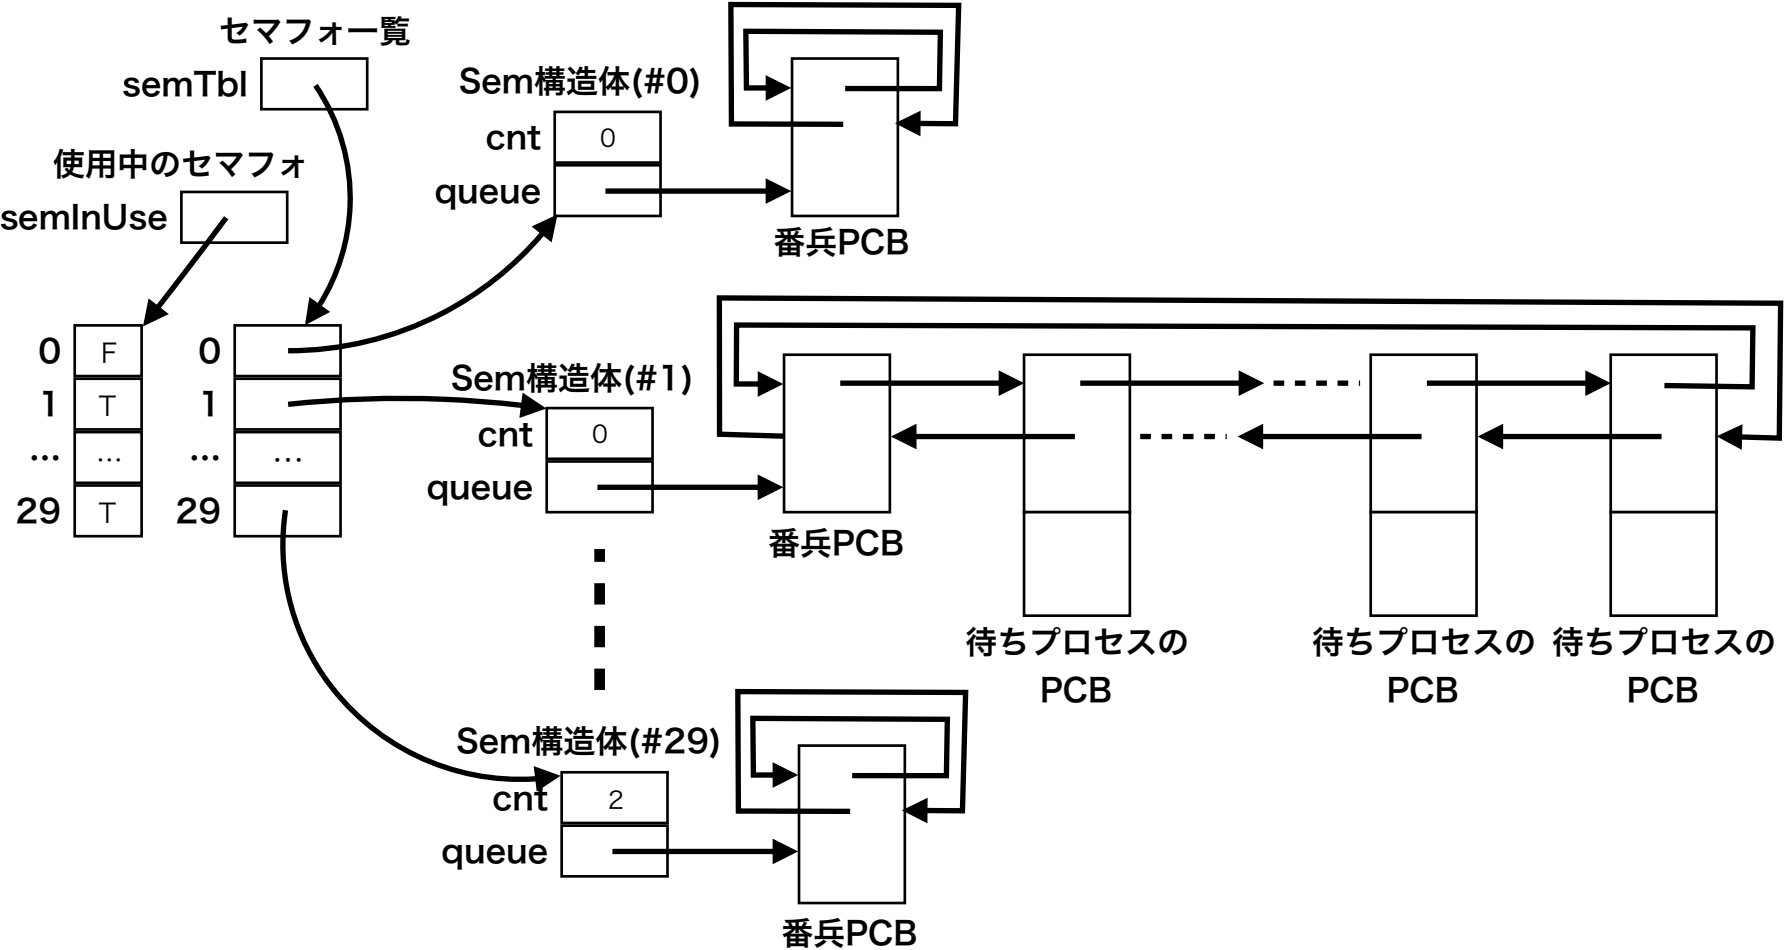 セマフォ一覧
semTbl
使用中のセマフォ
semInUse
0
F
1
T
...
...
29
T
0
1
...
...
29
Sem構造体(#0)
cnt
0
queue
番兵PCB
Sem構造体(#1)
cnt
0
queue
番兵PCB
待ちプロセスの
PCB
待ちプロセスの
PCB
待ちプロセスの
PCB
Sem構造体(#29)
cnt
2
queue
番兵PCB